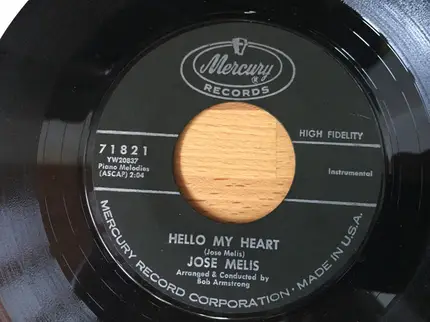 Mercury
RECORDS
71821
HIGH FIDELITY
YW20837
Piano Melodies
(ASCAP) 2:04
Instrumental
HELLO MY HEART
(Jose Melis)
JOSE MELIS
Arranged & Conducted by
Bob Armstrong
MERCURY RECORD CORPORATION • MADE IN U.S.A.